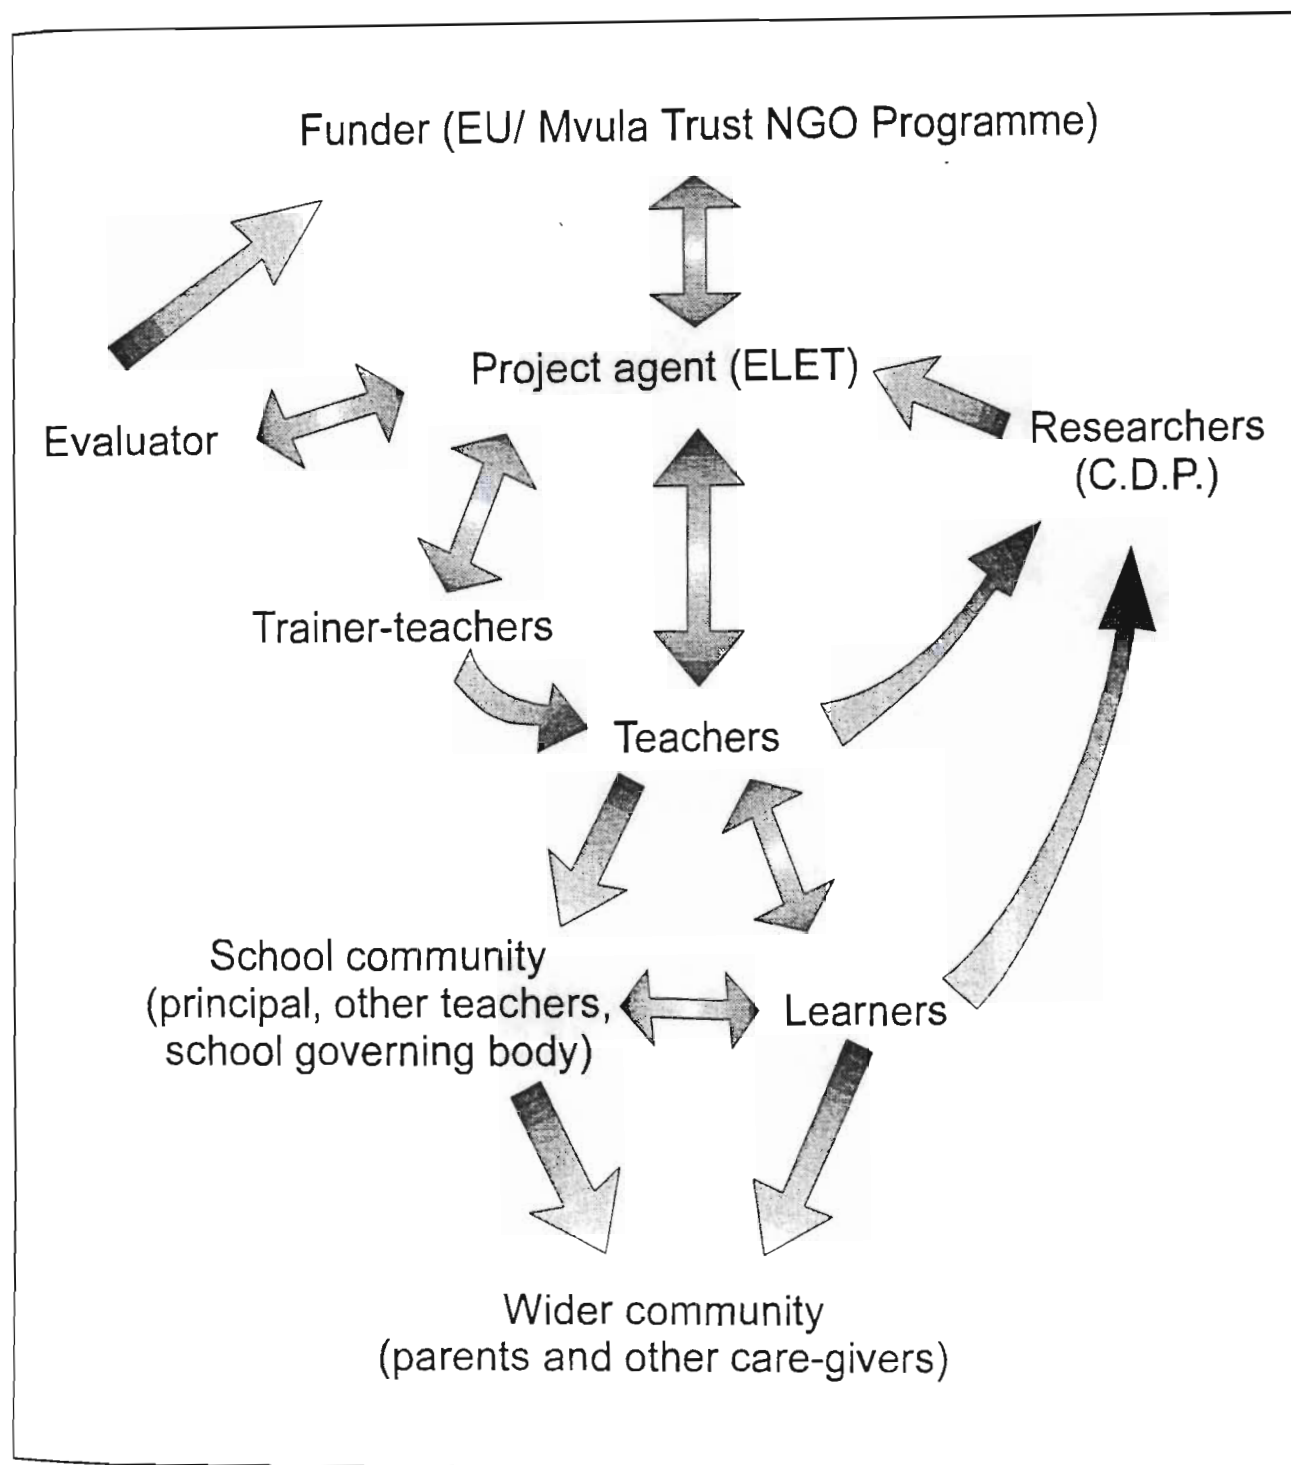 Funder (EU/ Mvula Trust NGO Programme)
Project agent (ELET)
Evaluator
Researchers
(C.D.P.)
Trainer-teachers
Teachers
School community
(principal, other teachers,
school governing body)
Learners
Wider community
(parents and other care-givers)